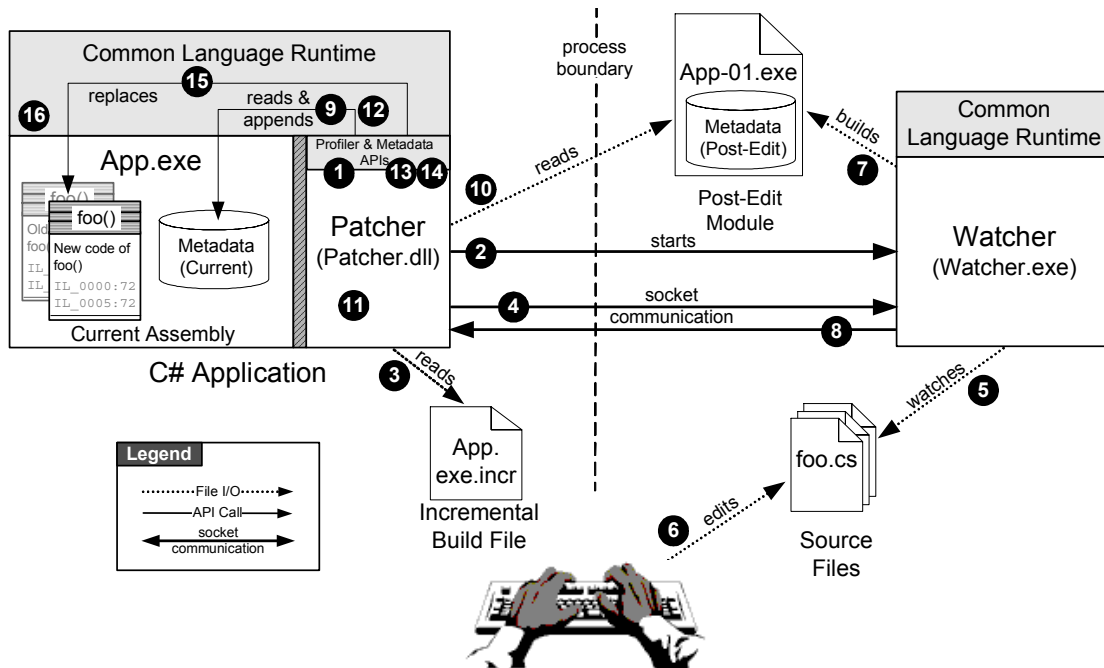 Common Language Runtime
15
replaces
reads &
appends
9
12
16
App.exe
Profiler & Metadata
APIs
1
13
14
foo()
Old
foo
IL_
IL_
foo()
New code of
foo()
IL_0000:72
IL_0005:72
Metadata
(Current)
Current Assembly
Patcher
(Patcher.dll)
11
C# Application
process
boundary
App-01.exe
Metadata
(Post-Edit)
Post-Edit
Module
reads
10
builds
7
Common
Language Runtime
Watcher
(Watcher.exe)
2
starts
4
socket
communication
8
3
reads
App.
exe.incr
Incremental
Build File
watches
5
foo.cs
6
edits
Source
Files
Legend
File I/O
API Call
socket
communication